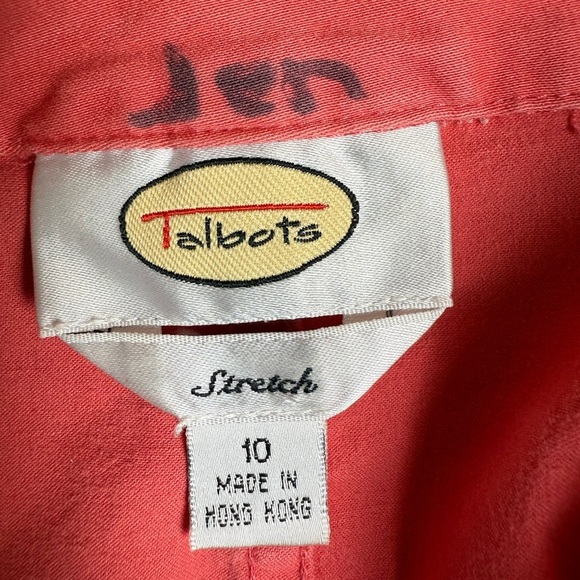 Jen
Talbots
Stretch
10
MADE IN
HONG KONG